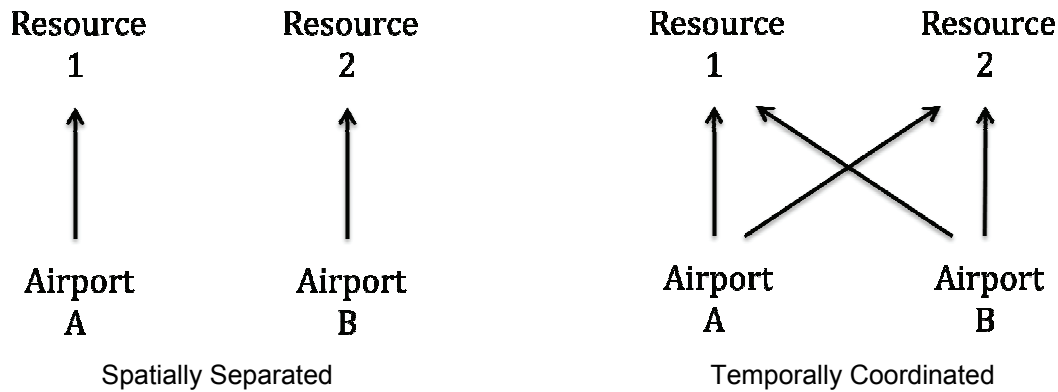 Resource 1
Resource 2
Airport A
Airport B
Spatially Separated
Resource 1
Resource 2
Airport A
Airport B
Temporally Coordinated